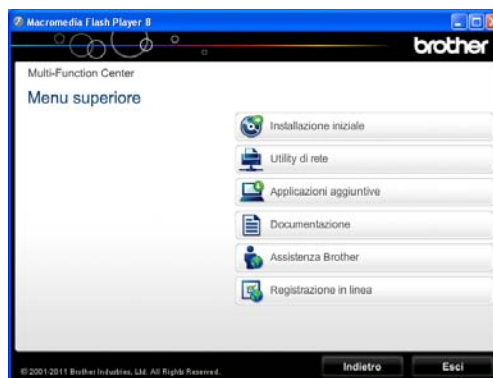 Macromedia Flash Player 8
brother
Multi-Function Center
Menu superiore
Installazione iniziale
Utility di rete
Applicazioni aggiuntive
Documentazione
Assistenza Brother
Registrazione in linea
© 2001-2011 Brother Industries, Ltd. All Rights Reserved.
Indietro
Esci